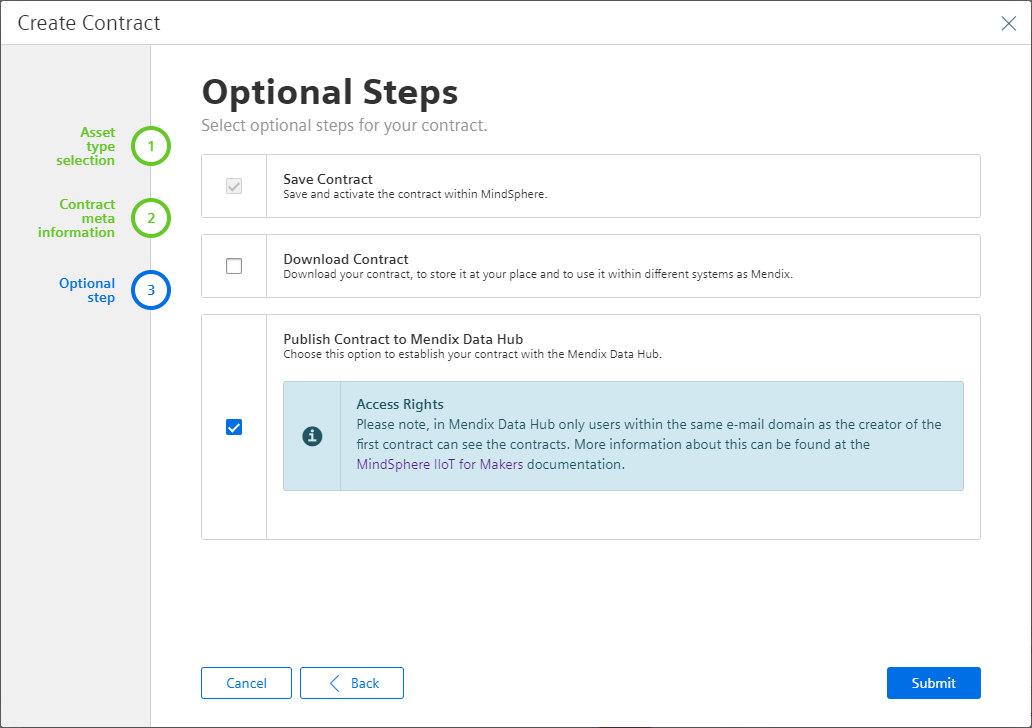 Create Contract
Asset
type
selection
1
Contract
meta
information
2
Optional
step
3
Optional Steps
Select optional steps for your contract.
Save Contract
Save and activate the contract within MindSphere.
Download Contract
Download your contract, to store it at your place and to use it within different systems as Mendix.
Publish Contract to Mendix Data Hub
Choose this option to establish your contract with the Mendix Data Hub.
Access Rights
Please note, in Mendix Data Hub only users within the same e-mail domain as the creator of the
first contract can see the contracts. More information about this can be found at the
MindSphere IIoT for Makers documentation.
Cancel
Back
Submit